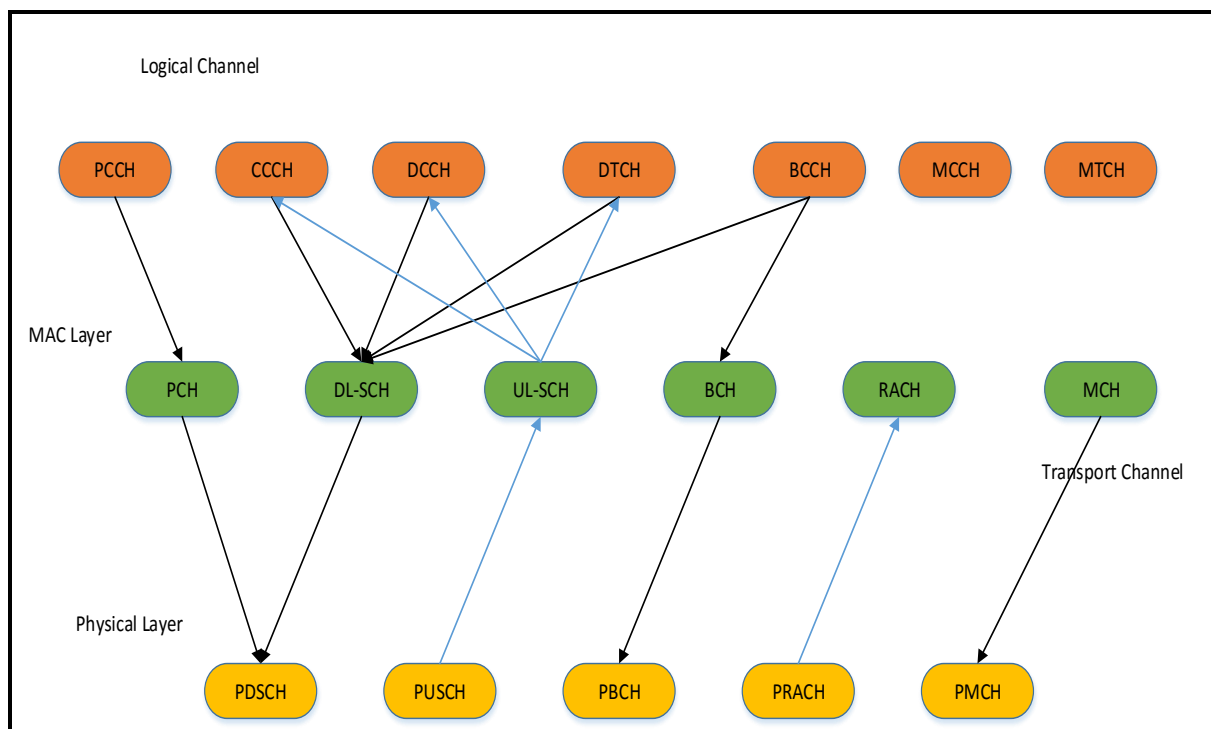 Logical Channel
PCCH
CCCH
DCCH
DTCH
BCCH
MCCH
MTCH
MAC Layer
PCH
DL-SCH
UL-SCH
BCH
RACH
MCH
Transport Channel
Physical Layer
PDSCH
PUSCH
PBCH
PRACH
PMCH